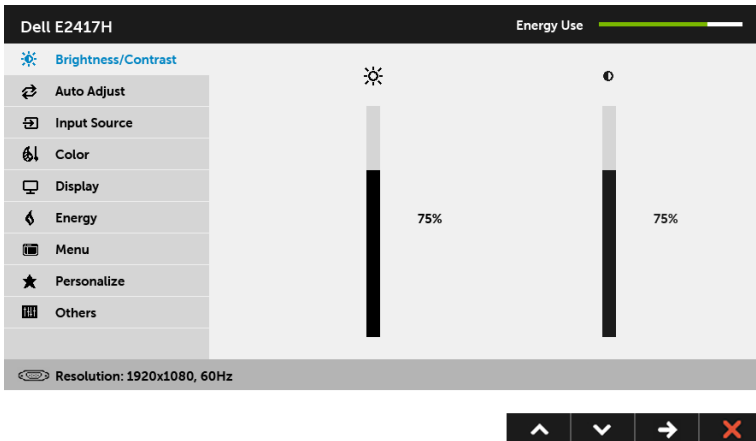 Dell E2417H
Energy Use
Brightness/Contrast
Auto Adjust
Input Source
Color
Display
75%
75%
Energy
Menu
Personalize
Others
Resolution: 1920x1080, 60Hz